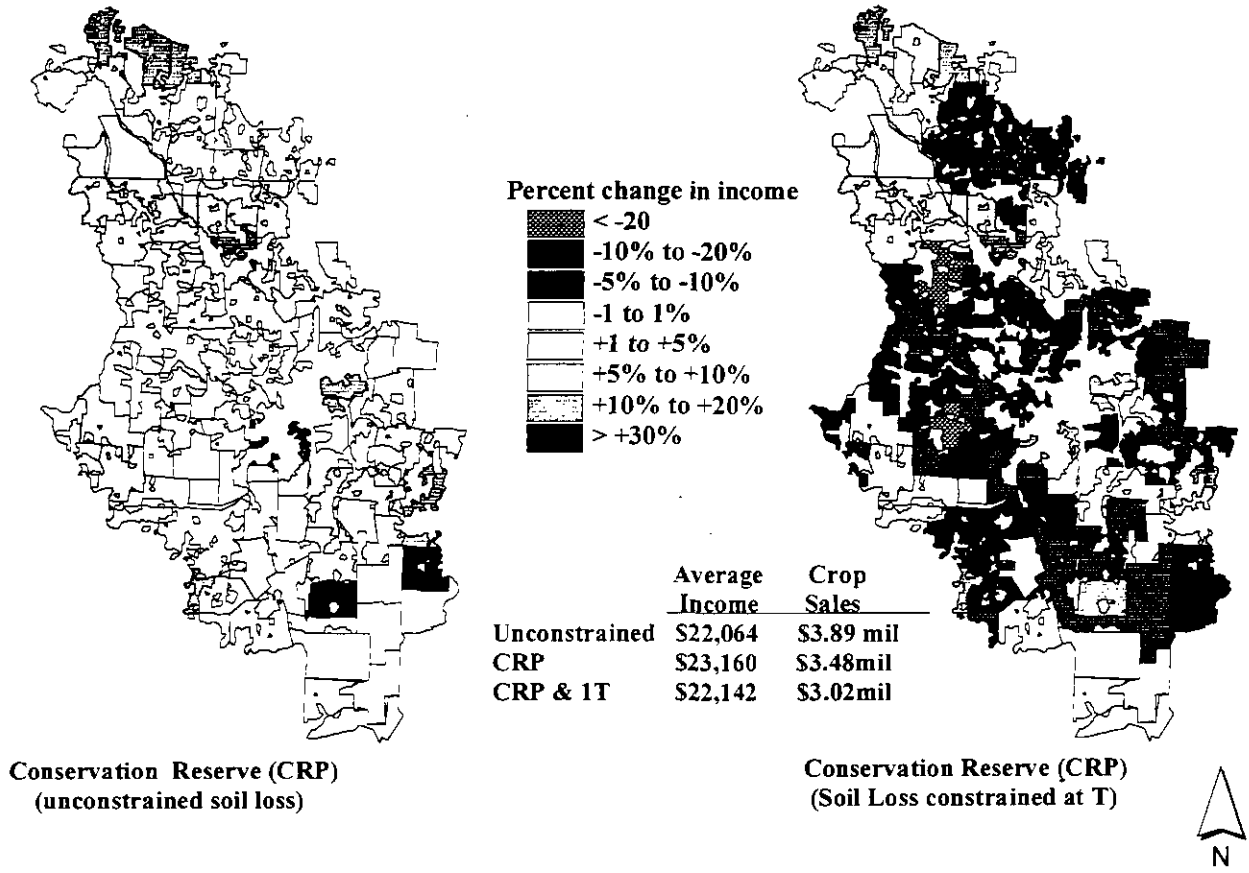 Percent change in income
< -20
-10% to -20%
-5% to -10%
-1 to 1%
+1 to +5%
+5% to +10%
+10% to +20%
> +30%
Average Crop
Income Sales
Unconstrained $22,064 $3.89 mil
CRP $23,160 $3.48mil
CRP & 1T $22,142 $3.02mil
Conservation Reserve (CRP)
(unconstrained soil loss)
Conservation Reserve (CRP)
(Soil Loss constrained at T)
N